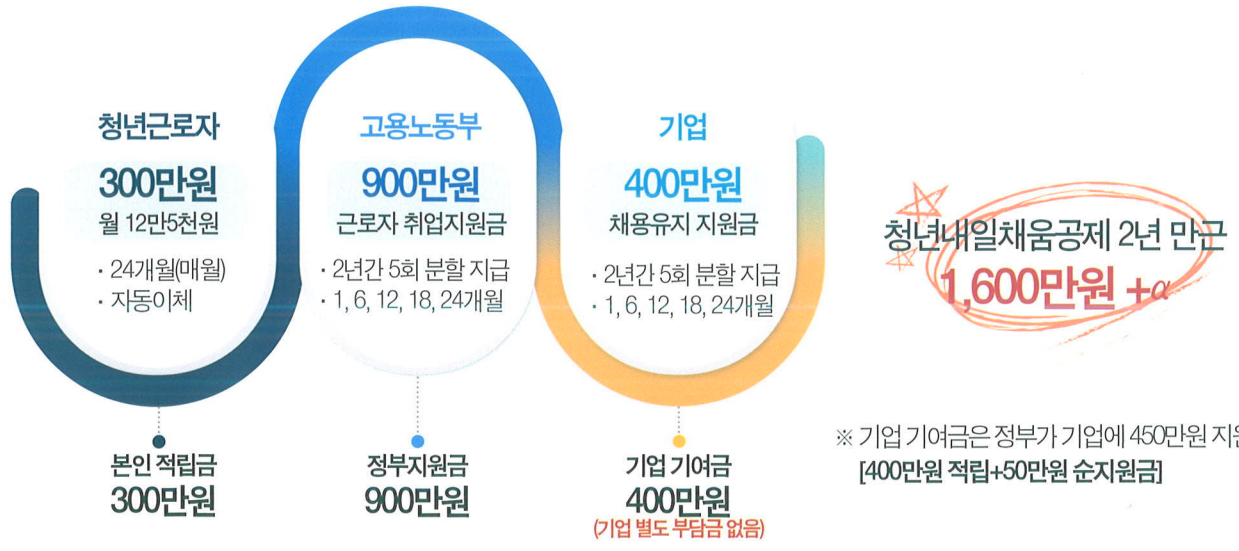 청년근로자
300만원
월 12만5천원
· 24개월(매월)
· 자동이체
고용노동부
900만원
근로자 취업지원금
· 2년간 5회 분할 지급
· 1, 6, 12, 18, 24개월
기업
400만원
채용유지 지원금
· 2년간 5회 분할 지급
· 1, 6, 12, 18, 24개월
본인 적립금
300만원
정부지원금
900만원
기업 기여금
400만원
(기업 별도 부담금 없음)
청년내일채움공제 2년 만근
1,600만원 +α
※ 기업 기여금은 정부가 기업에 450만원 지원
[400만원 적립+50만원 순지원금]